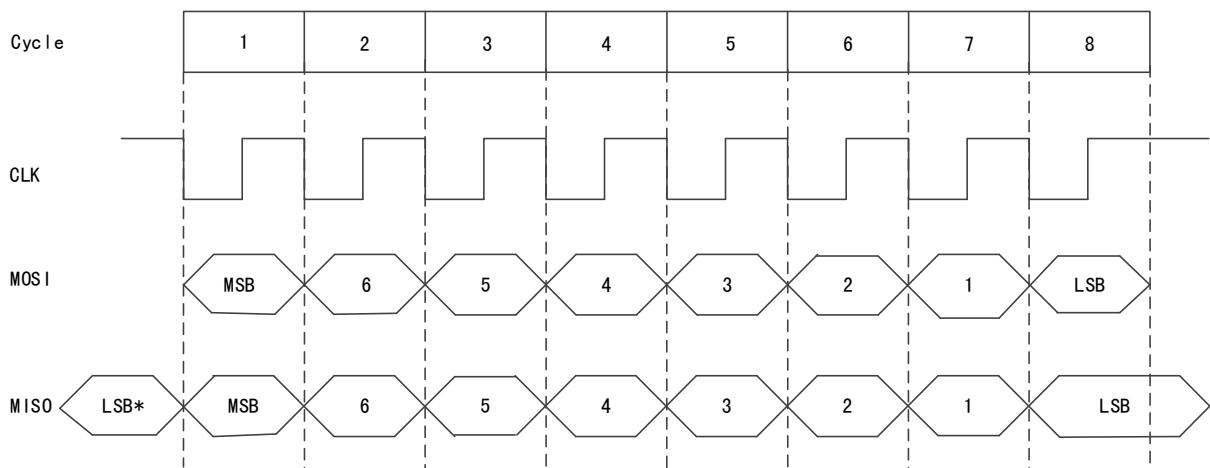 Cycle 1 2 3 4 5 6 7 8
CLK
MOSI MSB 6 5 4 3 2 1 LSB
MISO LSB* MSB 6 5 4 3 2 1 LSB